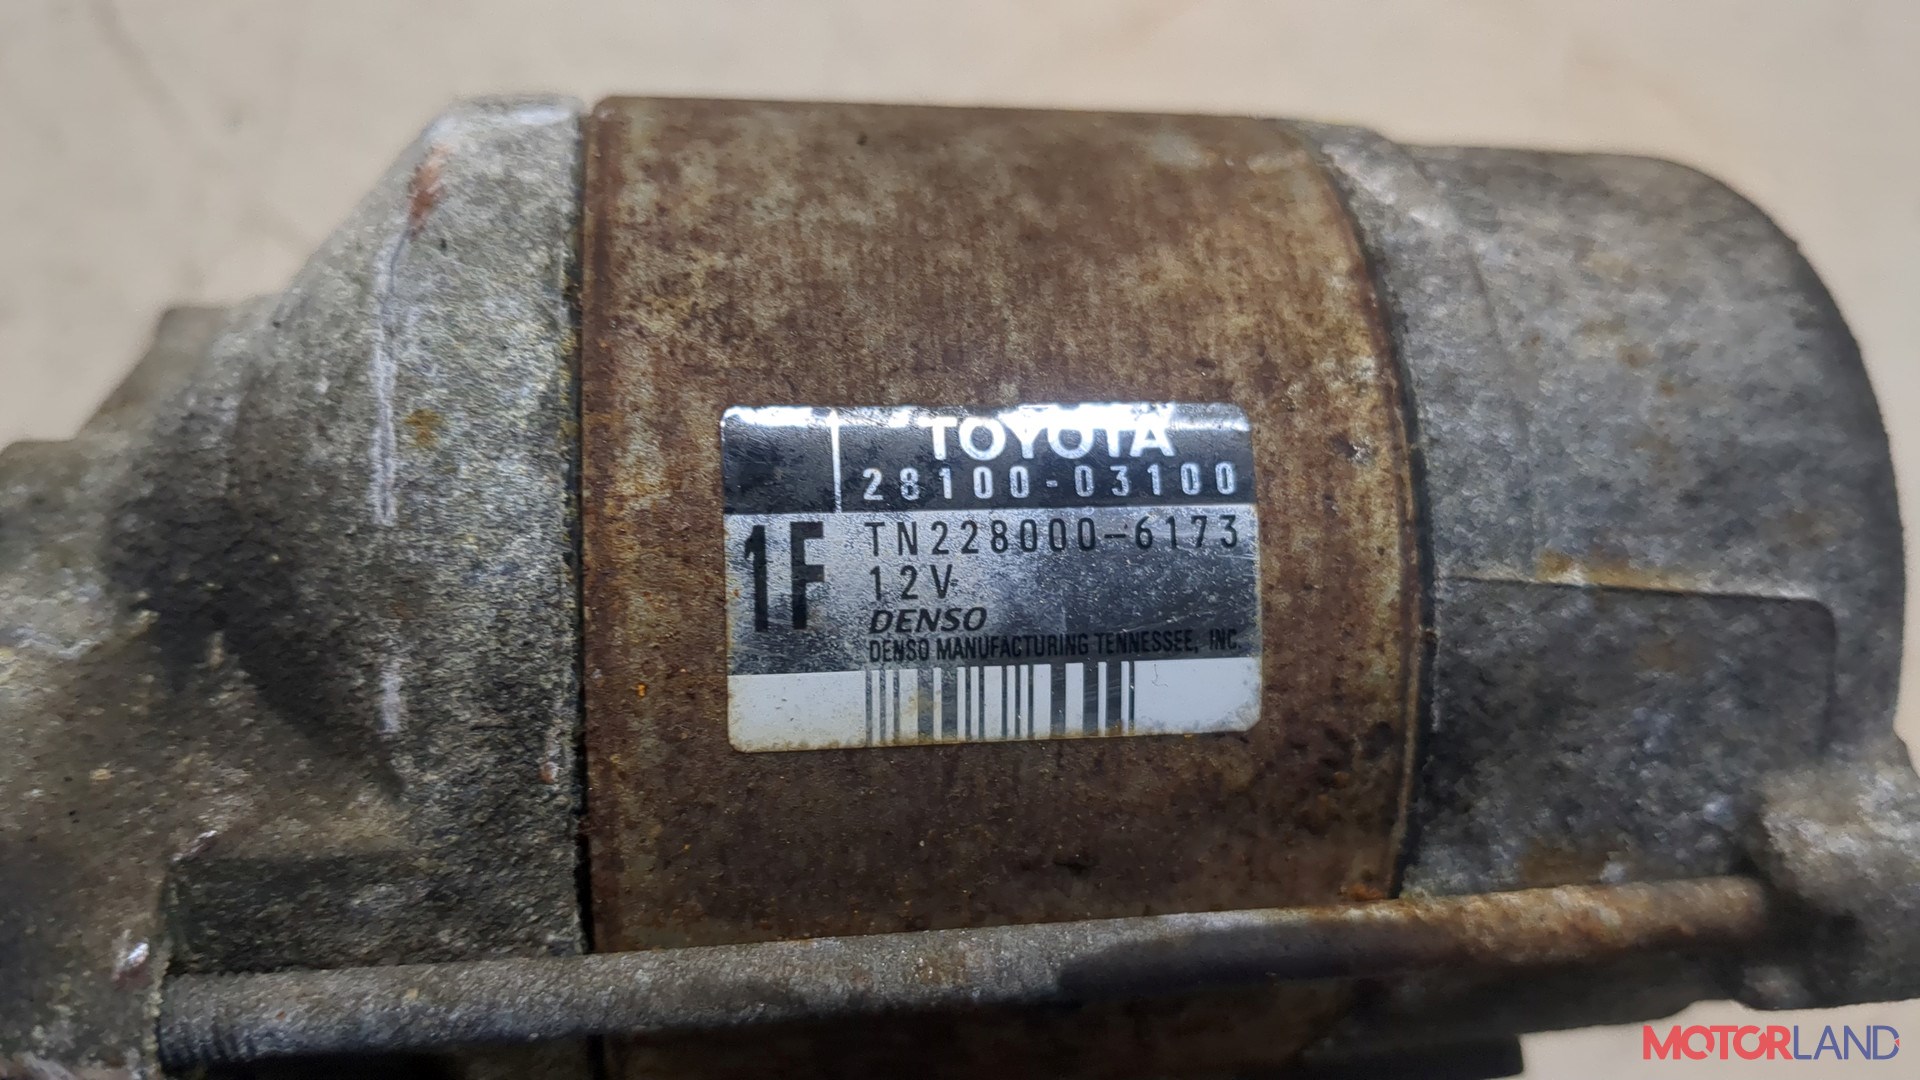 TOYOTA
28100-03100
1F
TN228000-6173
12V
DENSO
DENSO MANUFACTURING TENNESSEE, INC.
MOTORLAND